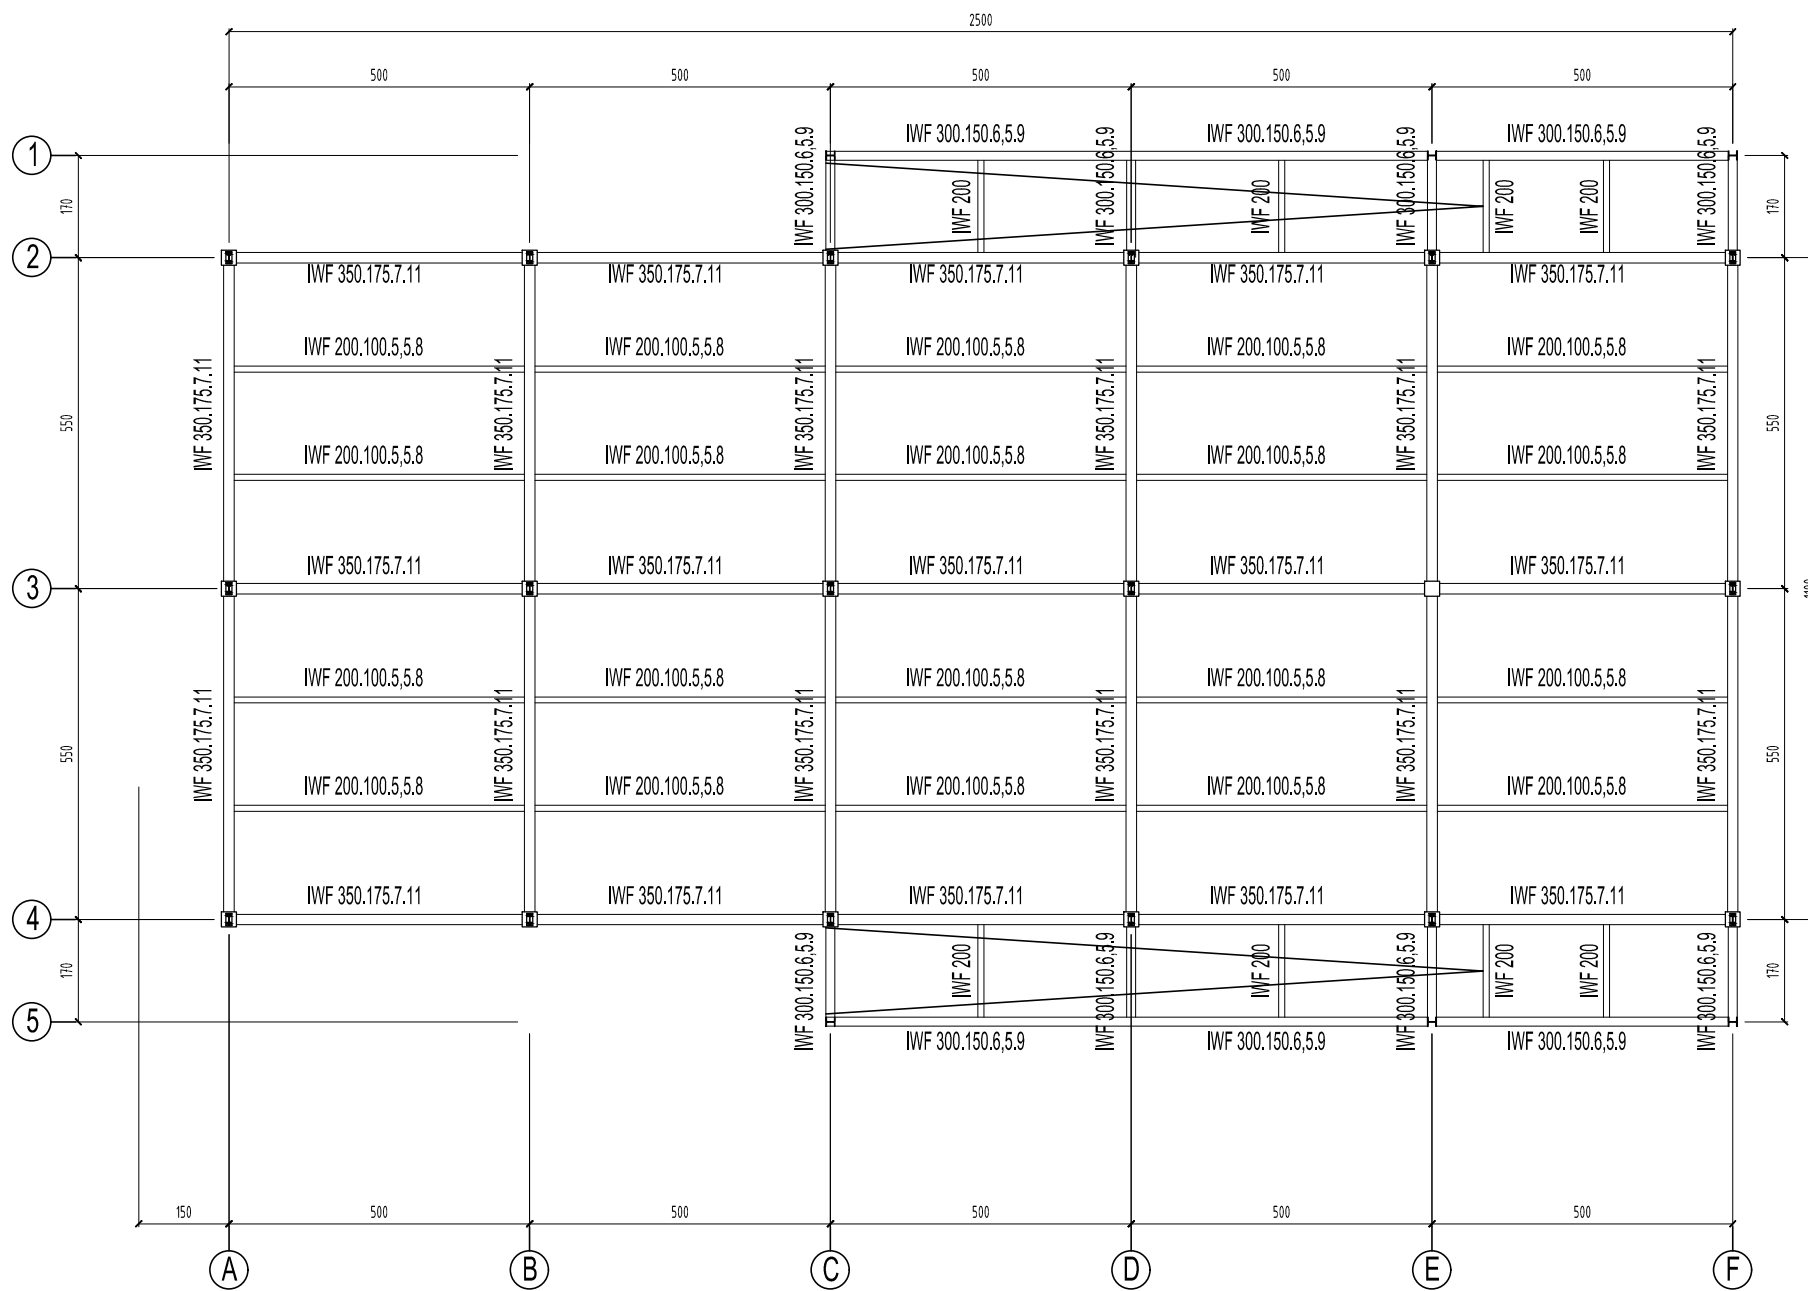 2500
500 500 500 500 500
IWF 300.150.6,5.9 IWF 300.150.6,5.9 IWF 300.150.6,5.9
1
IWF 300.150.6,5.9 IWF 300.150.6,5.9 IWF 300.150.6,5.9 IWF 300.150.6,5.9
170 IWF 200 IWF 200 IWF 200 IWF 200 170
2
IWF 350.175.7.11 IWF 350.175.7.11 IWF 350.175.7.11 IWF 350.175.7.11 IWF 350.175.7.11
IWF 200.100.5,5.8 IWF 200.100.5,5.8 IWF 200.100.5,5.8 IWF 200.100.5,5.8 IWF 200.100.5,5.8
550 IWF 350.175.7.11 IWF 350.175.7.11 IWF 350.175.7.11 IWF 350.175.7.11 IWF 350.175.7.11 IWF 350.175.7.11 550
IWF 200.100.5,5.8 IWF 200.100.5,5.8 IWF 200.100.5,5.8 IWF 200.100.5,5.8 IWF 200.100.5,5.8
IWF 350.175.7.11 IWF 350.175.7.11 IWF 350.175.7.11 IWF 350.175.7.11 IWF 350.175.7.11
3
1100
IWF 200.100.5,5.8 IWF 200.100.5,5.8 IWF 200.100.5,5.8 IWF 200.100.5,5.8 IWF 200.100.5,5.8
550 IWF 350.175.7.11 IWF 350.175.7.11 IWF 350.175.7.11 IWF 350.175.7.11 IWF 350.175.7.11 IWF 350.175.7.11 550
IWF 200.100.5,5.8 IWF 200.100.5,5.8 IWF 200.100.5,5.8 IWF 200.100.5,5.8 IWF 200.100.5,5.8
IWF 350.175.7.11 IWF 350.175.7.11 IWF 350.175.7.11 IWF 350.175.7.11 IWF 350.175.7.11
4
170 IWF 200 IWF 200 IWF 200 IWF 200 170
IWF 300.150.6,5.9 IWF 300.150.6,5.9 IWF 300.150.6,5.9 IWF 300.150.6,5.9
5
IWF 300.150.6,5.9 IWF 300.150.6,5.9 IWF 300.150.6,5.9
150 500 500 500 500 500
A B C D E F